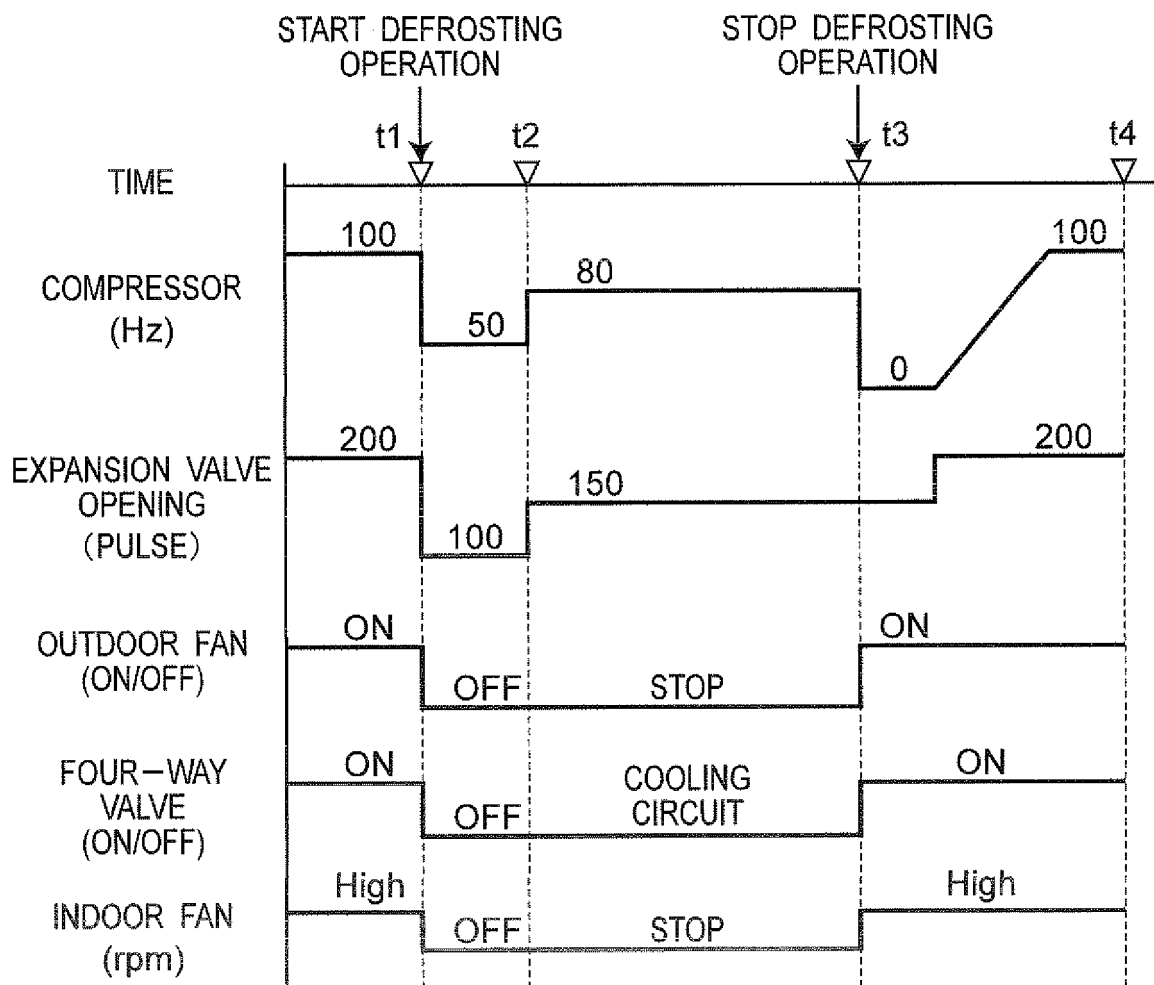 START DEFROSTING
OPERATION
STOP DEFROSTING
OPERATION
t1
t2
t3
t4
TIME
COMPRESSOR
(Hz)
100
50
80
0
100
EXPANSION VALVE
OPENING
(PULSE)
200
100
150
200
OUTDOOR FAN
(ON/OFF)
ON
OFF
STOP
ON
FOUR-WAY
VALVE
(ON/OFF)
ON
OFF
COOLING
CIRCUIT
ON
INDOOR FAN
(rpm)
High
OFF
STOP
High